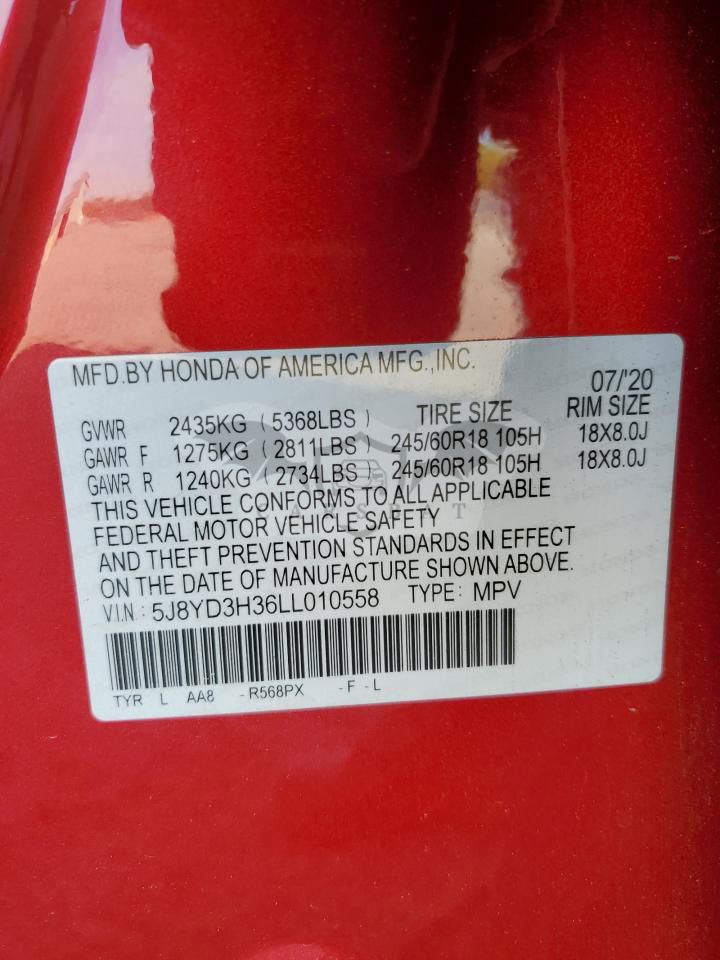 MFD.BY HONDA OF AMERICA MFG.,INC.
07/'20
GVWR 2435KG (5368LBS) TIRE SIZE RIM SIZE
GAWR F 1275KG (2811LBS) 245/60R18 105H 18X8.0J
GAWR R 1240KG (2734LBS) 245/60R18 105H 18X8.0J
THIS VEHICLE CONFORMS TO ALL APPLICABLE
FEDERAL MOTOR VEHICLE SAFETY
AND THEFT PREVENTION STANDARDS IN EFFECT
ON THE DATE OF MANUFACTURE SHOWN ABOVE.
V.I.N: 5J8YD3H36LL010558 TYPE: MPV
TYR L AA8 -R568PX -F -L